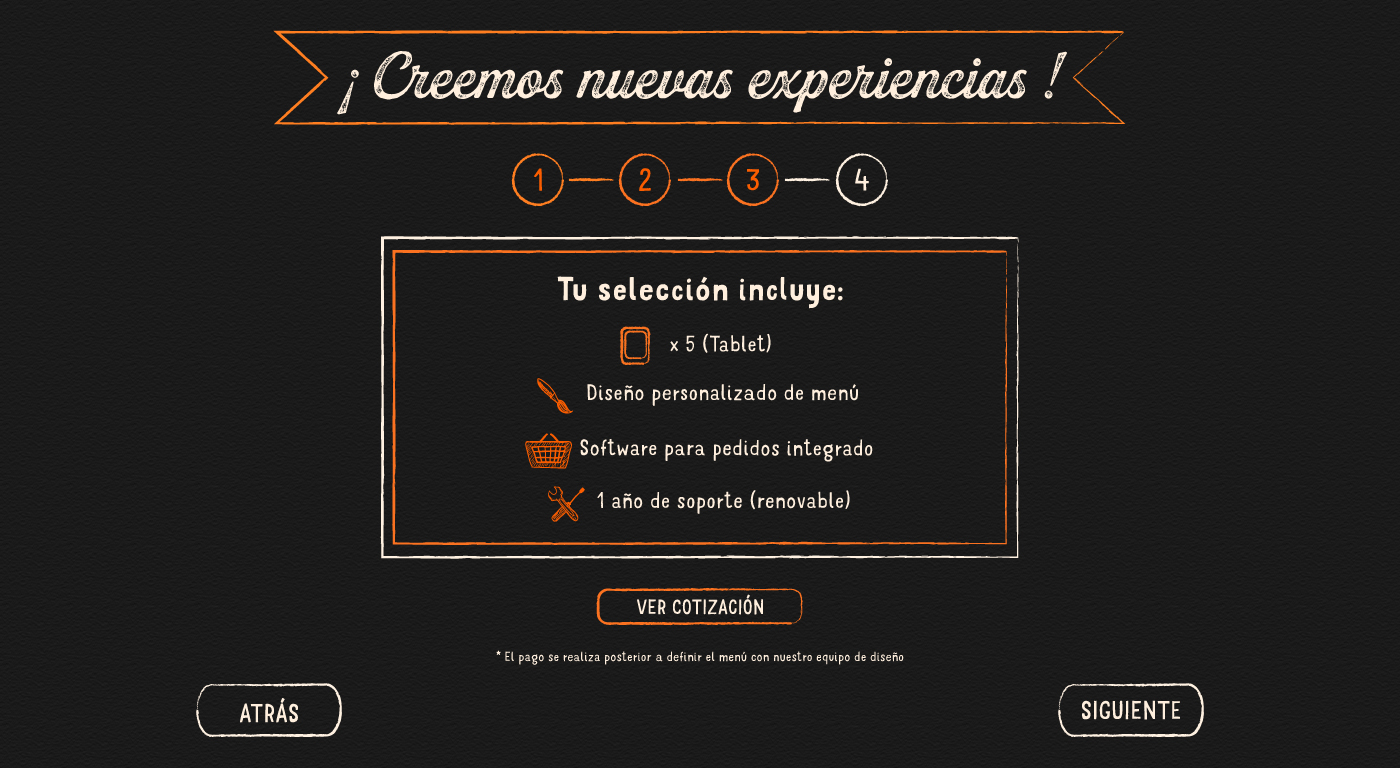 ¡ Creemos nuevas experiencias !
1 2 3 4
Tu selección incluye:
x 5 (Tablet)
Diseño personalizado de menú
Software para pedidos integrado
1 año de soporte (renovable)
VER COTIZACIÓN
* El pago se realiza posterior a definir el menú con nuestro equipo de diseño
ATRÁS
SIGUIENTE